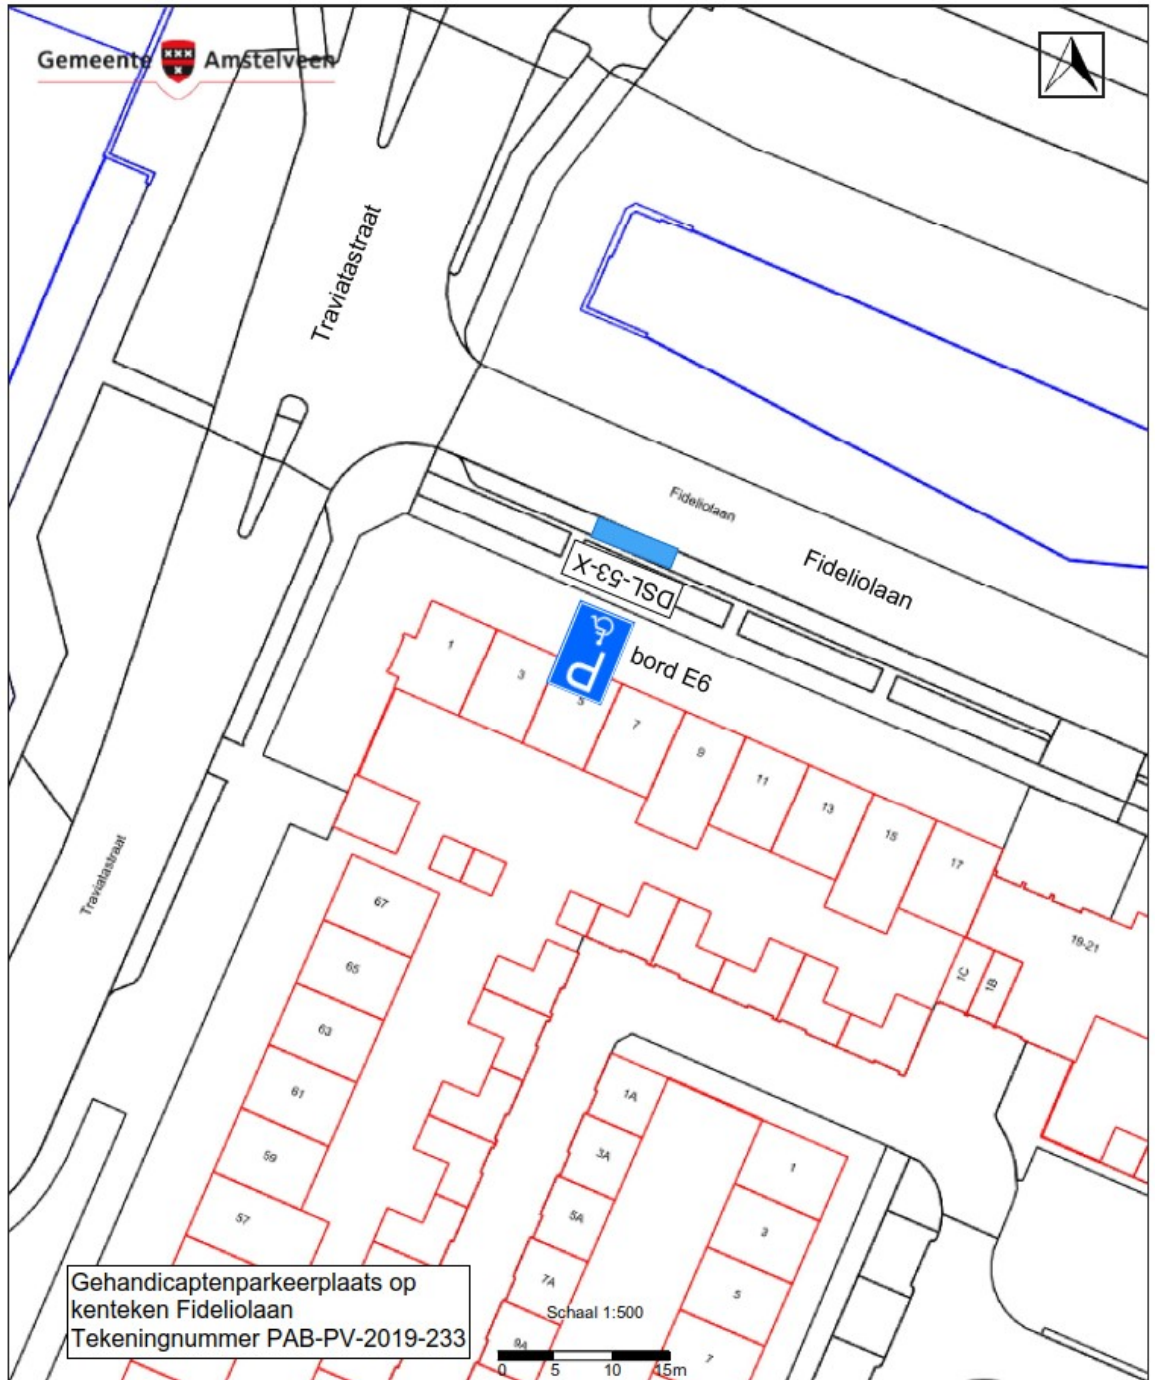 Gemeente Amstelveen
Traviatastraat
Fideliolaan
Fideliolaan
DSL-53-X
P
bord E6
1
3
5
7
9
11
13
15
17
19-21
1C
1B
Traviatastraat
67
65
63
61
59
57
1A
3A
5A
7A
9A
1
3
5
7
Gehandicaptenparkeerplaats op
kenteken Fideliolaan
Tekeningnummer PAB-PV-2019-233
Schaal 1:500
0 5 10 15m